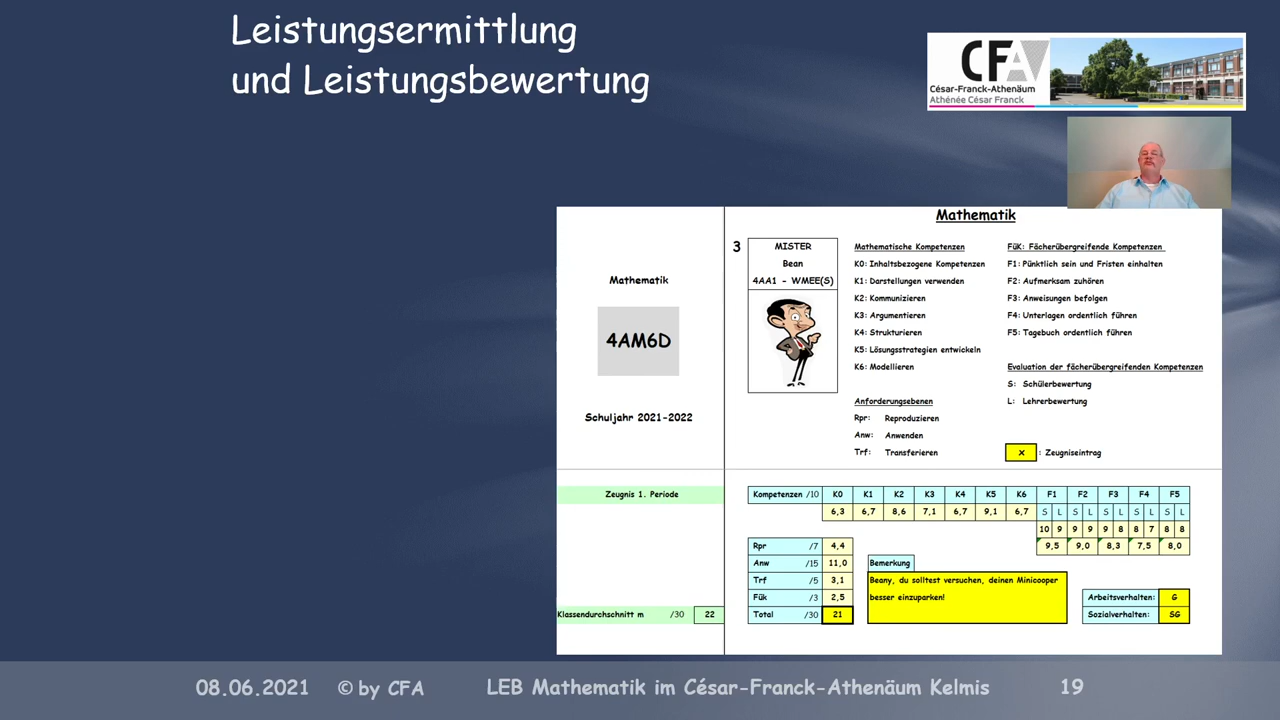 Leistungsermittlung
und Leistungsbewertung
CFA
César-Franck-Athenäum
Athénée César Franck
Mathematik
4AM6D
Schuljahr 2021-2022
Mathematik
3
MISTER
Bean
4AA1 - WMEE(S)
Mathematische Kompetenzen
K0: Inhaltsbezogene Kompetenzen
K1: Darstellungen verwenden
K2: Kommunizieren
K3: Argumentieren
K4: Strukturieren
K5: Lösungsstrategien entwickeln
K6: Modellieren
Anforderungsebenen
Rpr: Reproduzieren
Anw: Anwenden
Trf: Transferieren
FüK: Fächerübergreifende Kompetenzen
F1: Pünktlich sein und Fristen einhalten
F2: Aufmerksam zuhören
F3: Anweisungen befolgen
F4: Unterlagen ordentlich führen
F5: Tagebuch ordentlich führen
Evaluation der fächerübergreifenden Kompetenzen
S: Schülerbewertung
L: Lehrerbewertung
x : Zeugniseintrag
Zeugnis 1. Periode
Klassendurchschnitt m /30 22
Kompetenzen /10 K0 K1 K2 K3 K4 K5 K6 F1 F2 F3 F4 F5
6,3 6,7 8,6 7,1 6,7 9,1 6,7 S L S L S L S L S L
10 9 9 9 9 8 8 7 8 8
9,5 9,0 8,3 7,5 8,0
Rpr /7 4,4
Anw /15 11,0
Trf /5 3,1
Fük /3 2,5
Total /30 21
Bemerkung
Beany, du solltest versuchen, deinen Minicooper
besser einzuparken!
Arbeitsverhalten: G
Sozialverhalten: SG
08.06.2021 © by CFA LEB Mathematik im César-Franck-Athenäum Kelmis 19